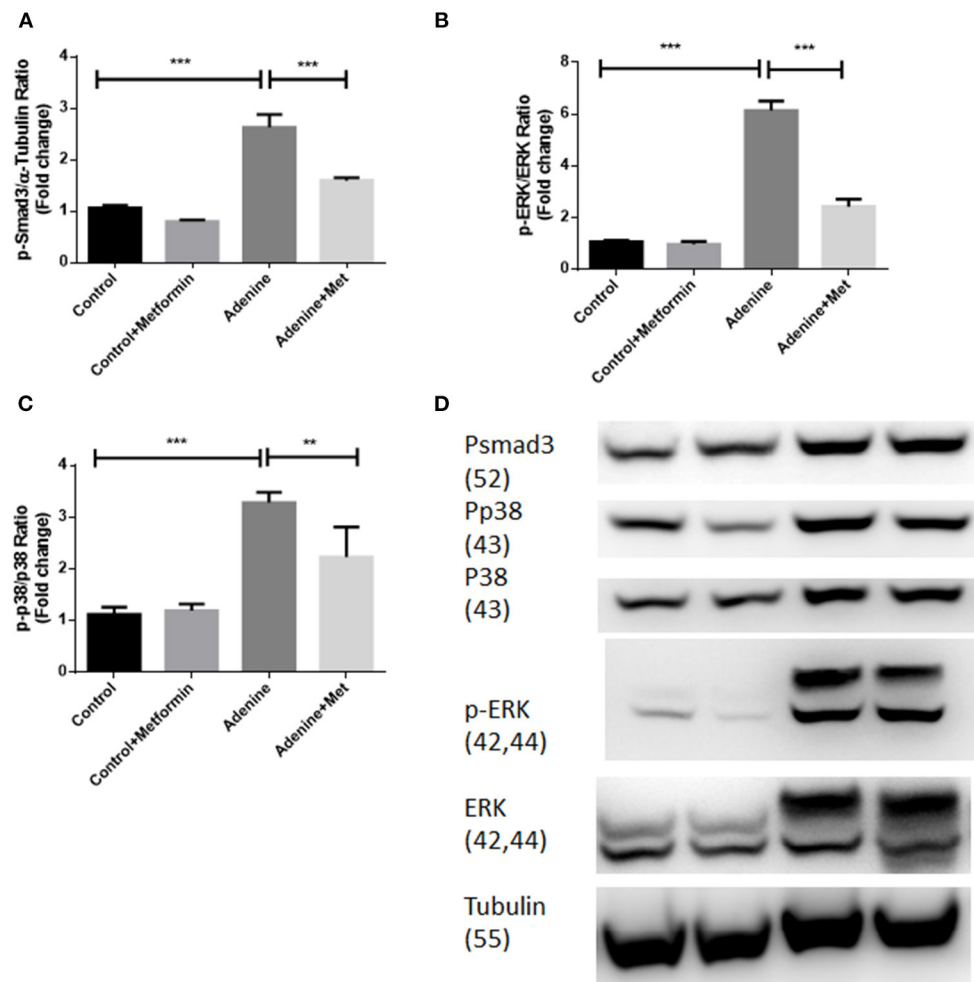 A
p-Smad3/α-Tubulin Ratio
(Fold change)
4
3
2
1
0
***
***
Control
Control+Metformin
Adenine
Adenine+Met
B
p-ERK/ERK Ratio
(Fold change)
8
6
4
2
0
***
***
Control
Control+Metformin
Adenine
Adenine+Met
C
p-p38/p38 Ratio
(Fold change)
4
3
2
1
0
***
**
Control
Control+Metformin
Adenine
Adenine+Met
D
Psmad3
(52)
Pp38
(43)
P38
(43)
p-ERK
(42,44)
ERK
(42,44)
Tubulin
(55)